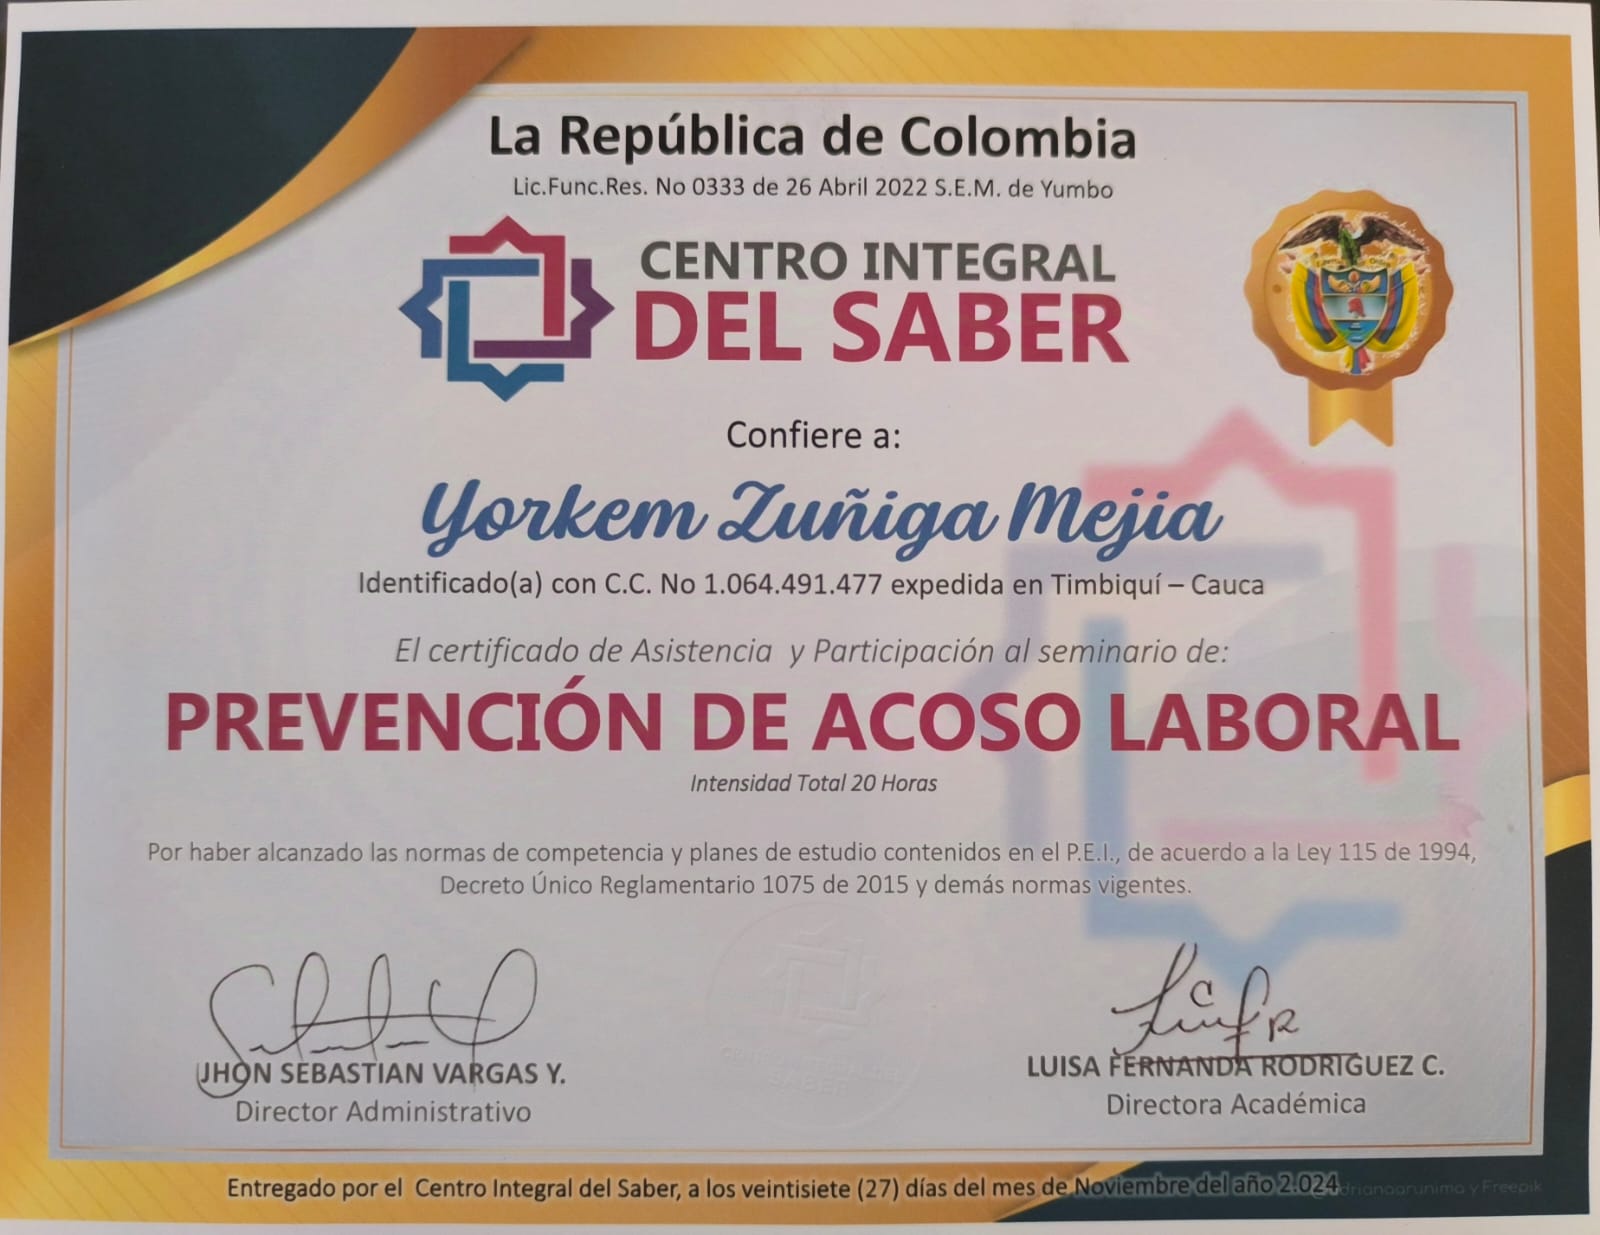 La República de Colombia
Lic.Func.Res. No 0333 de 26 Abril 2022 S.E.M. de Yumbo
CENTRO INTEGRAL
DEL SABER
Confiere a:
Yorkem Zuñiga Mejia
Identificado(a) con C.C. No 1.064.491.477 expedida en Timbiquí – Cauca
El certificado de Asistencia y Participación al seminario de:
PREVENCIÓN DE ACOSO LABORAL
Intensidad Total 20 Horas
Por haber alcanzado las normas de competencia y planes de estudio contenidos en el P.E.I., de acuerdo a la Ley 115 de 1994,
Decreto Único Reglamentario 1075 de 2015 y demás normas vigentes.
JHON SEBASTIAN VARGAS Y.
Director Administrativo
LUISA FERNANDA RODRIGUEZ C.
Directora Académica
Entregado por el Centro Integral del Saber, a los veintisiete (27) días del mes de Noviembre del año 2.024
y Freepik